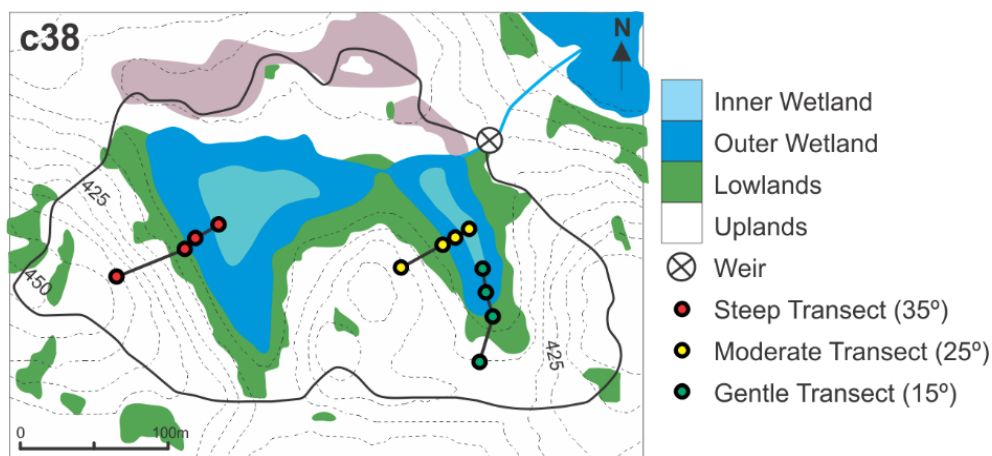 c38
N
425
450
425
0
100m
Inner Wetland
Outer Wetland
Lowlands
Uplands
Weir
Steep Transect (35º)
Moderate Transect (25º)
Gentle Transect (15º)